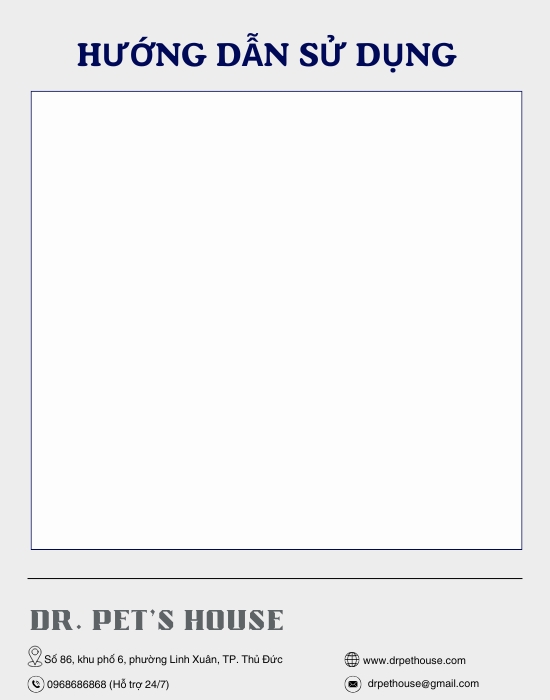 HƯỚNG DẪN SỬ DỤNG
DR. PET'S HOUSE
Số 86, khu phố 6, phường Linh Xuân, TP. Thủ Đức
www.drpethouse.com
0968686868 (Hỗ trợ 24/7)
drpethouse@gmail.com